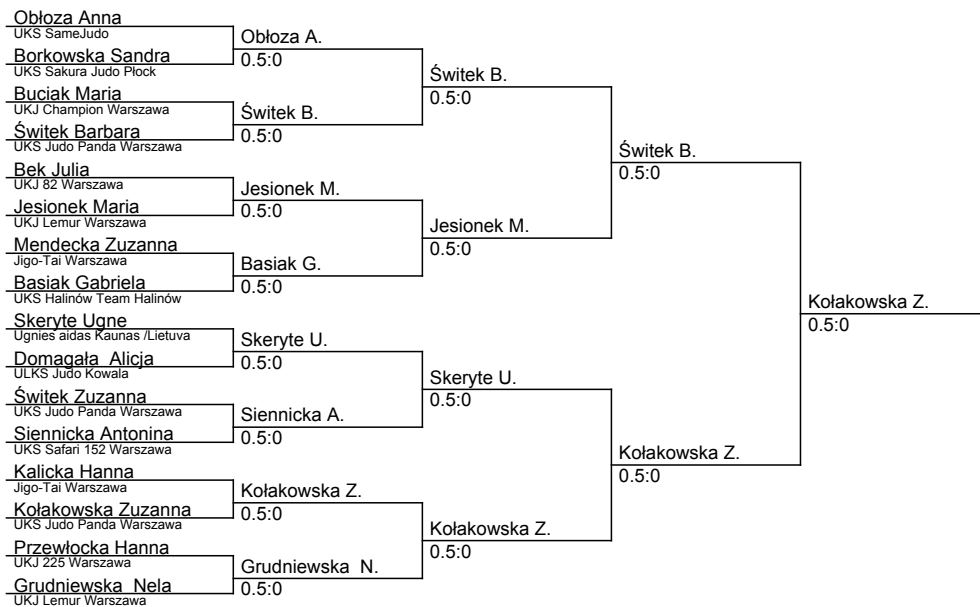 Obłoza Anna
UKS SameJudo
Borkowska Sandra
UKS Sakura Judo Płock
Buciak Maria
UKJ Champion Warszawa
Świtek Barbara
UKS Judo Panda Warszawa
Bek Julia
UKJ 82 Warszawa
Jesionek Maria
UKJ Lemur Warszawa
Mendecka Zuzanna
Jigo-Tai Warszawa
Basiak Gabriela
UKS Halinów Team Halinów
Skeryte Ugne
Ugnies aidas Kaunas /Lietuva
Domagała Alicja
ULKS Judo Kowala
Świtek Zuzanna
UKS Judo Panda Warszawa
Siennicka Antonina
UKS Safari 152 Warszawa
Kalicka Hanna
Jigo-Tai Warszawa
Kołakowska Zuzanna
UKS Judo Panda Warszawa
Przewłocka Hanna
UKJ 225 Warszawa
Grudniewska Nela
UKJ Lemur Warszawa
Obłoza A.
0.5:0
Świtek B.
0.5:0
Jesionek M.
0.5:0
Basiak G.
0.5:0
Skeryte U.
0.5:0
Siennicka A.
0.5:0
Kołakowska Z.
0.5:0
Grudniewska N.
0.5:0
Świtek B.
0.5:0
Jesionek M.
0.5:0
Skeryte U.
0.5:0
Kołakowska Z.
0.5:0
Świtek B.
0.5:0
Kołakowska Z.
0.5:0
Kołakowska Z.
0.5:0